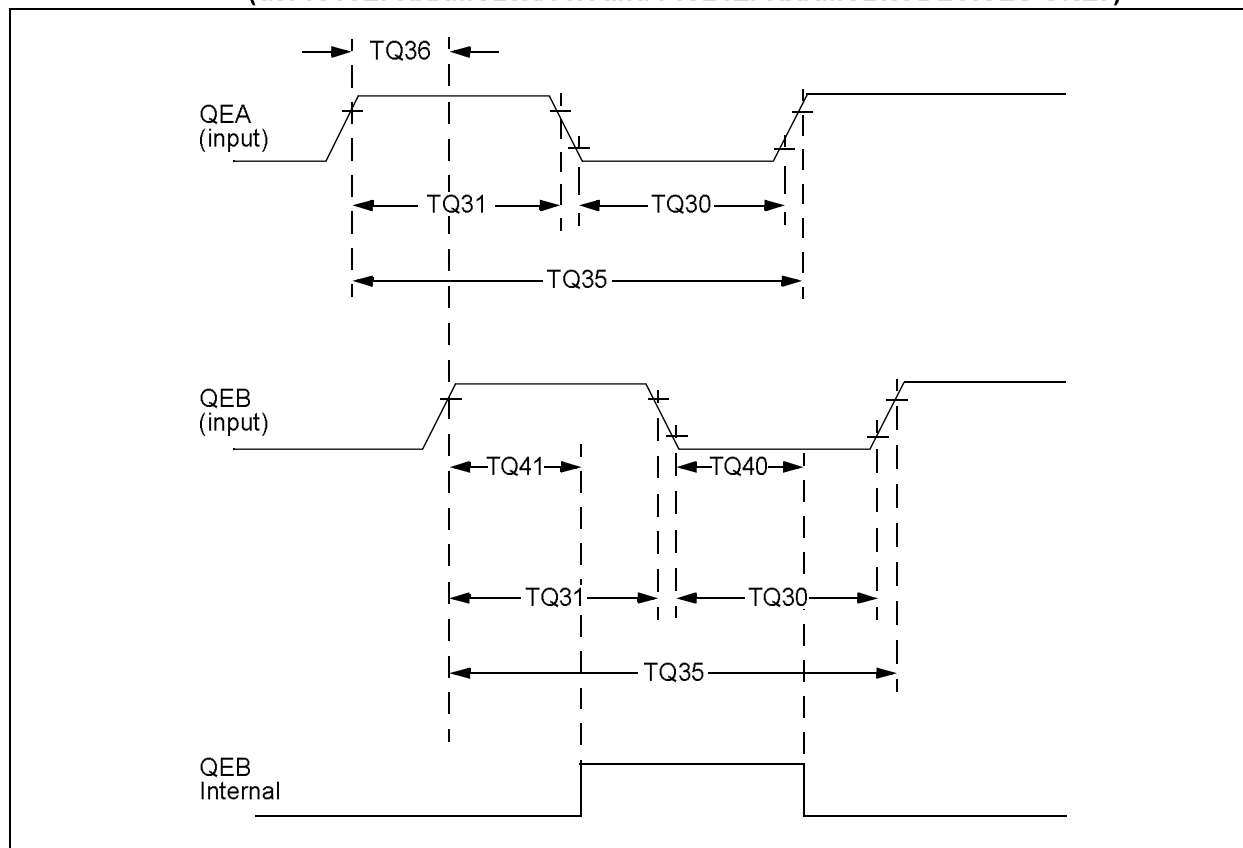 TQ36
QEA
(input)
TQ31
TQ30
TQ35
QEB
(input)
TQ41
TQ40
TQ31
TQ30
TQ35
QEB
Internal